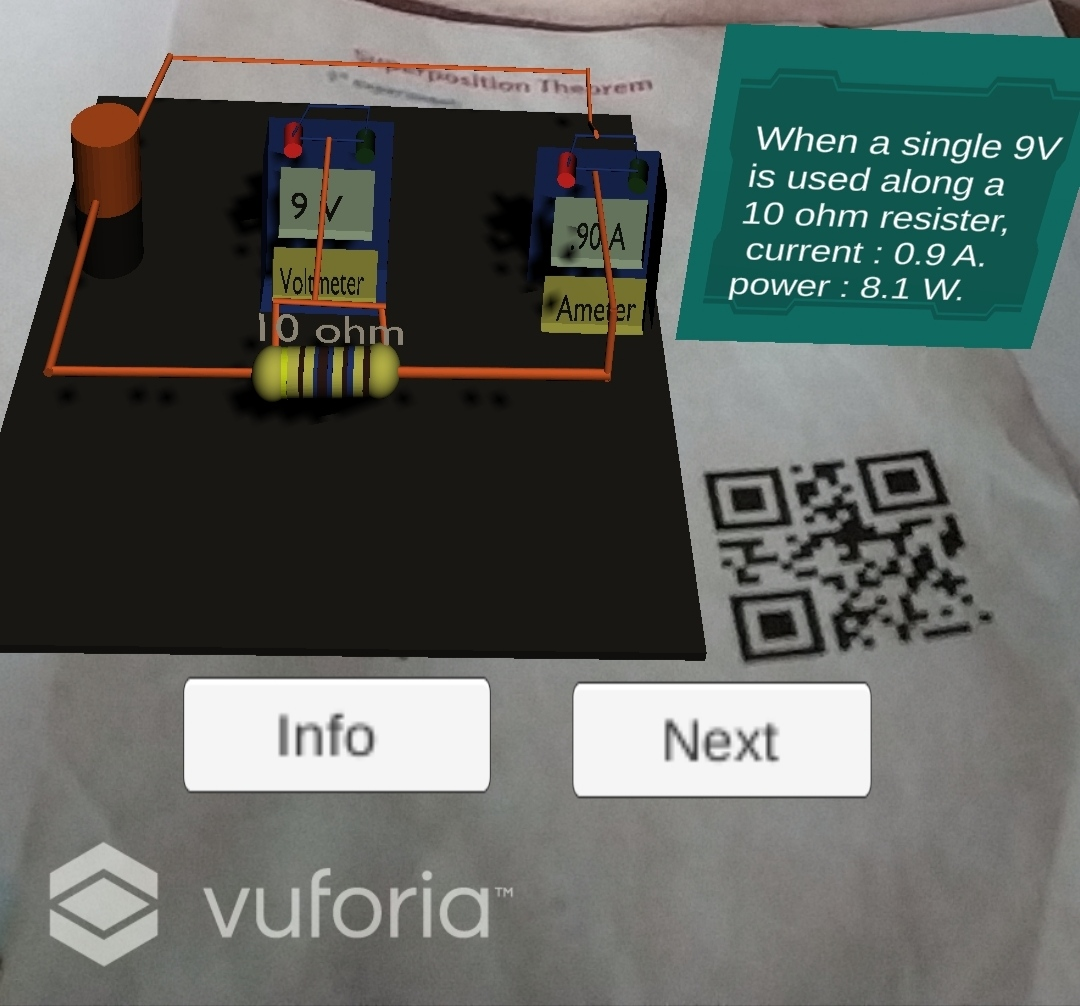 Superposition Theorem
9 V
Voltmeter
.90 A
Ameter
10 ohm
When a single 9V
is used along a
10 ohm resister,
current : 0.9 A.
power : 8.1 W.
Info
Next
vuforia™